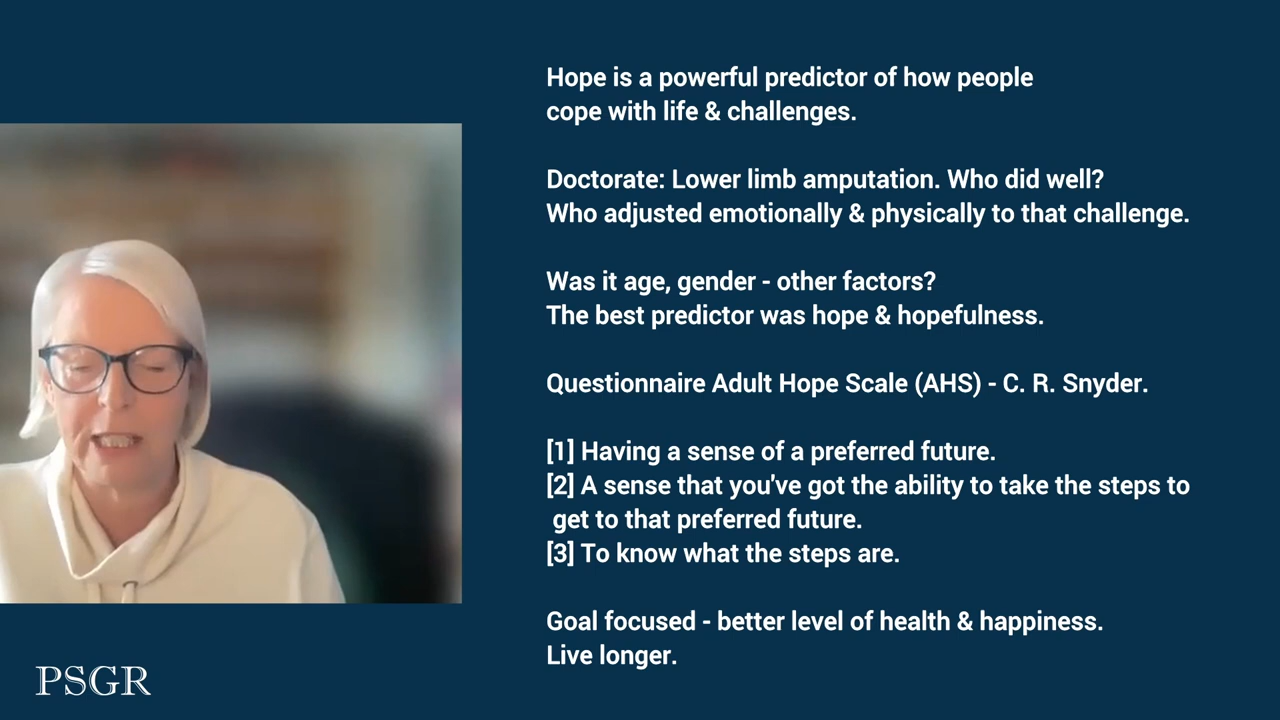 Hope is a powerful predictor of how people
cope with life & challenges.
Doctorate: Lower limb amputation. Who did well?
Who adjusted emotionally & physically to that challenge.
Was it age, gender - other factors?
The best predictor was hope & hopefulness.
Questionnaire Adult Hope Scale (AHS) - C. R. Snyder.
[1] Having a sense of a preferred future.
[2] A sense that you've got the ability to take the steps to
get to that preferred future.
[3] To know what the steps are.
Goal focused - better level of health & happiness.
Live longer.
PSGR